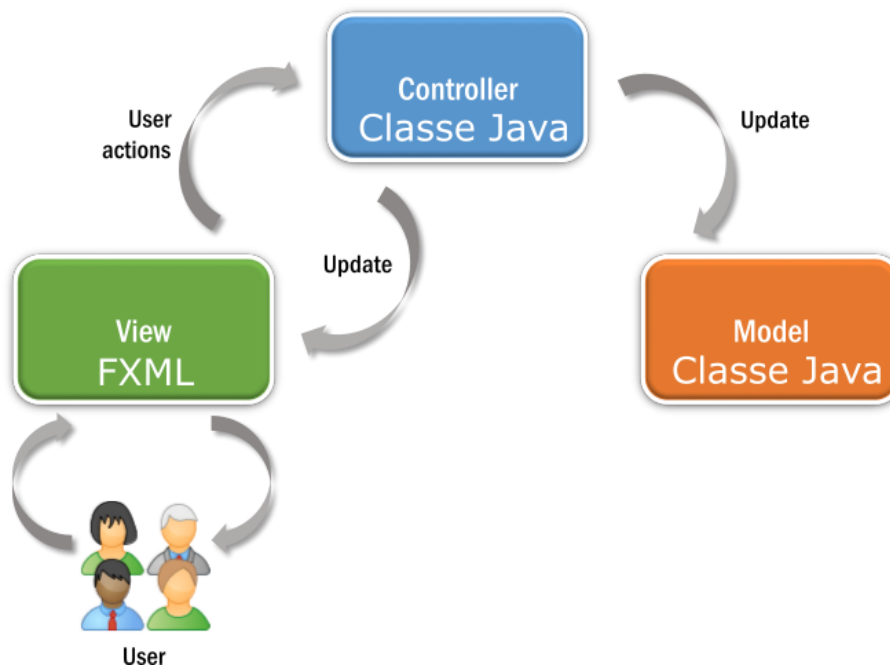 Controller
Classe Java
User
actions
Update
Update
View
FXML
Model
Classe Java
User